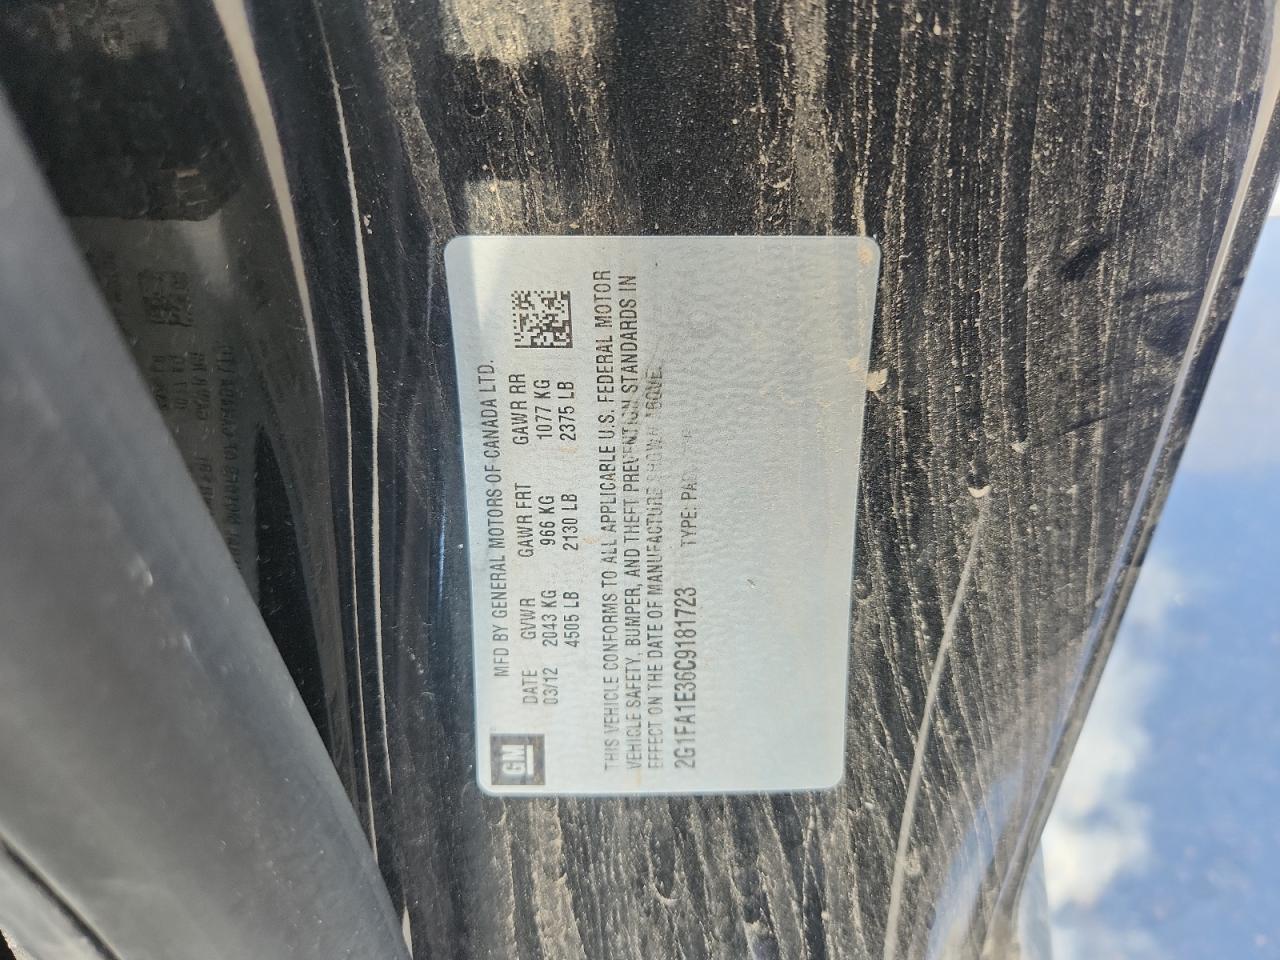 GM
MFD BY GENERAL MOTORS OF CANADA LTD.
DATE GVWR GAWR FRT GAWR RR
03/12 2043 KG 966 KG 1077 KG
4505 LB 2130 LB 2375 LB
THIS VEHICLE CONFORMS TO ALL APPLICABLE U.S. FEDERAL MOTOR
VEHICLE SAFETY, BUMPER, AND THEFT PREVENTION STANDARDS IN
EFFECT ON THE DATE OF MANUFACTURE SHOWN ABOVE.
2G1FA1E36C9181723 TYPE: